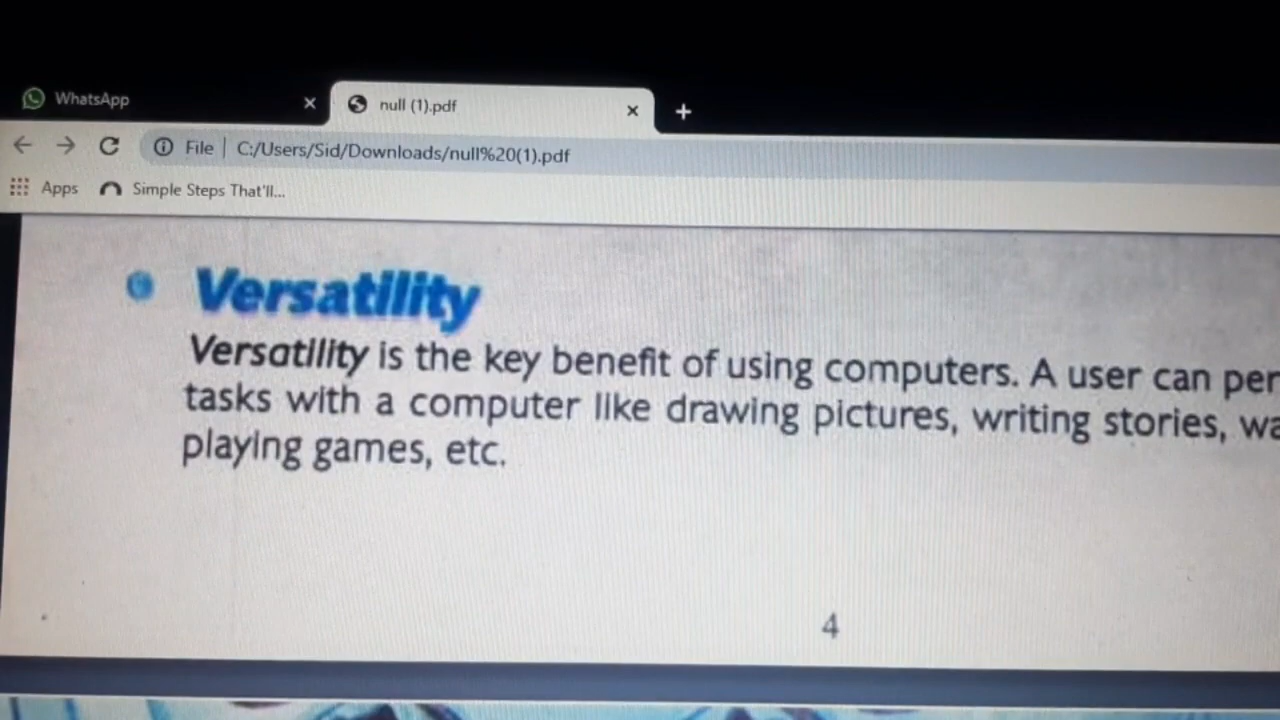 WhatsApp
null (1).pdf
File | C:/Users/Sid/Downloads/null%20(1).pdf
Apps Simple Steps That'll...
Versatility
Versatility is the key benefit of using computers. A user can per
tasks with a computer like drawing pictures, writing stories, wa
playing games, etc.
4